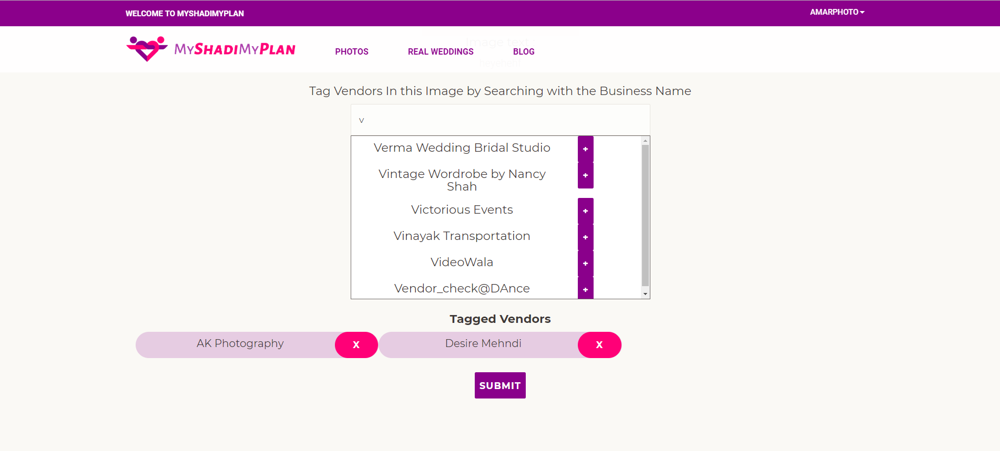 WELCOME TO MYSHADIMYPLAN
AMARPHOTO
MYSHADIMYPLAN
PHOTOS
REAL WEDDINGS
BLOG
Image text
Tag Vendors In this Image by Searching with the Business Name
v
Verma Wedding Bridal Studio
+
Vintage Wordrobe by Nancy
Shah
+
Victorious Events
+
Vinayak Transportation
+
VideoWala
+
Vendor_check@DAnce
+
Tagged Vendors
AK Photography
X
Desire Mehndi
X
SUBMIT